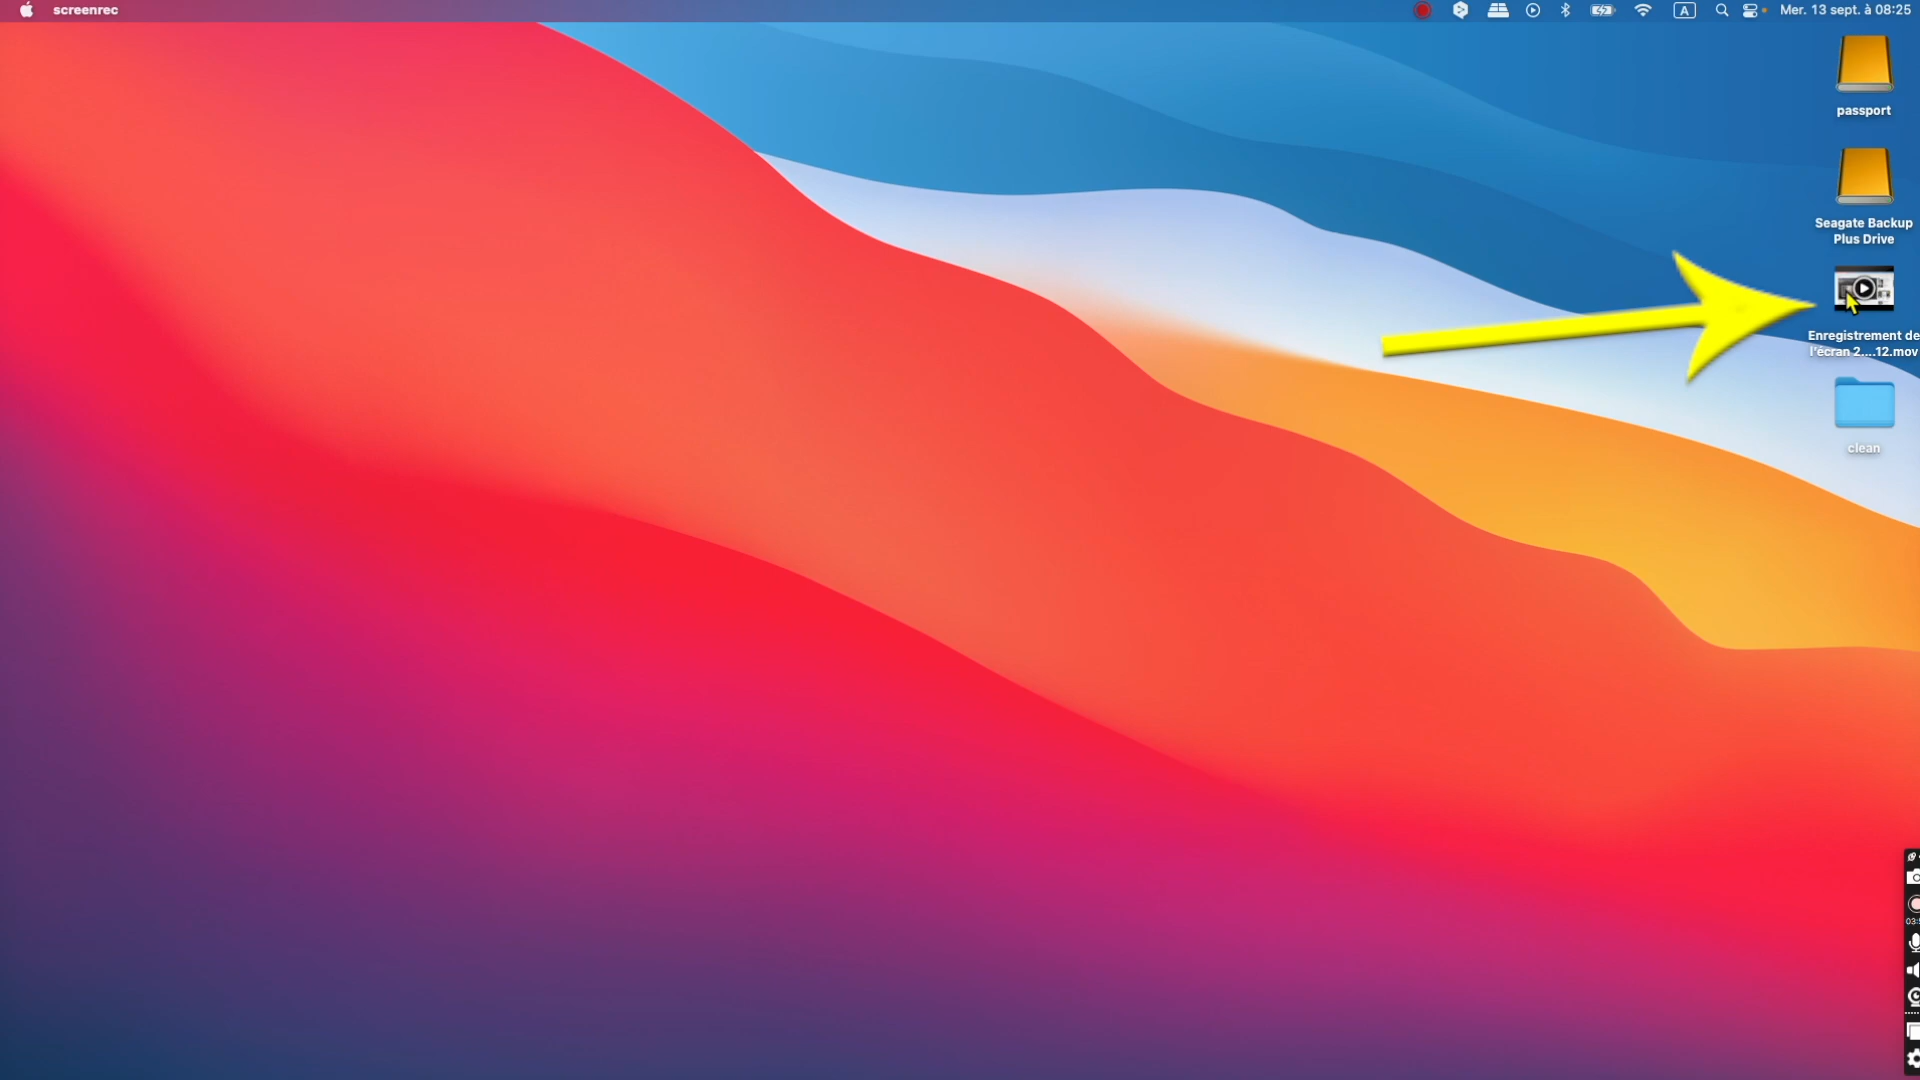 screenrec
A
Mer. 13 sept. à 08:25
passport
Seagate Backup
Plus Drive
Enregistrement de
l'écran 2....12.mov
clean